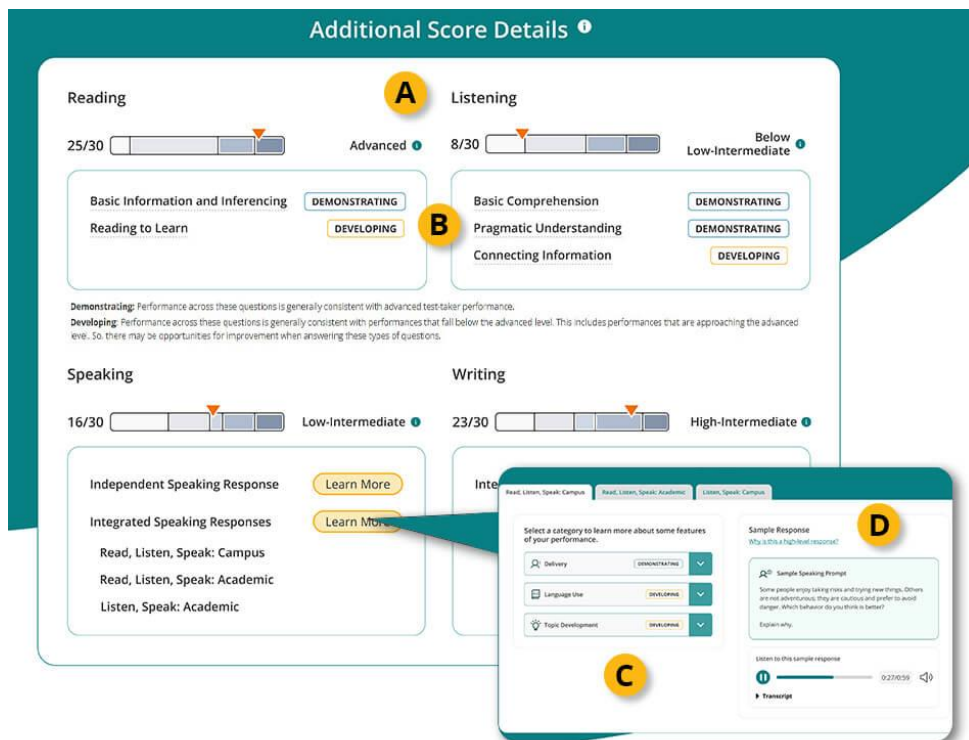 Additional Score Details i
A
Reading
25/30
Advanced i
Basic Information and Inferencing DEMONSTRATING
Reading to Learn DEVELOPING
Listening
8/30
Below
Low-Intermediate i
B
Basic Comprehension DEMONSTRATING
Pragmatic Understanding DEMONSTRATING
Connecting Information DEVELOPING
Demonstrating: Performance across these questions is generally consistent with advanced test-taker performance.
Developing: Performance across these questions is generally consistent with performances that fall below the advanced level. This includes performances that are approaching the advanced
level. So, there may be opportunities for improvement when answering these types of questions.
Speaking
16/30
Low-Intermediate i
Independent Speaking Response Learn More
Integrated Speaking Responses Learn More
Read, Listen, Speak: Campus
Read, Listen, Speak: Academic
Listen, Speak: Academic
Writing
23/30
High-Intermediate i
Inte
Read, Listen, Speak: Campus
Read, Listen, Speak: Academic
Listen, Speak: Campus
Select a category to learn more about some features
of your performance.
Delivery DEMONSTRATING
Language Use DEVELOPING
Topic Development DEVELOPING
C
Sample Response
Why is this a high-level response?
D
Sample Speaking Prompt
Some people enjoy taking risks and trying new things. Others
are not adventurous; they are cautious and prefer to avoid
danger. Which behavior do you think is better?
Explain why.
Listen to this sample response
0:27/0:59
Transcript